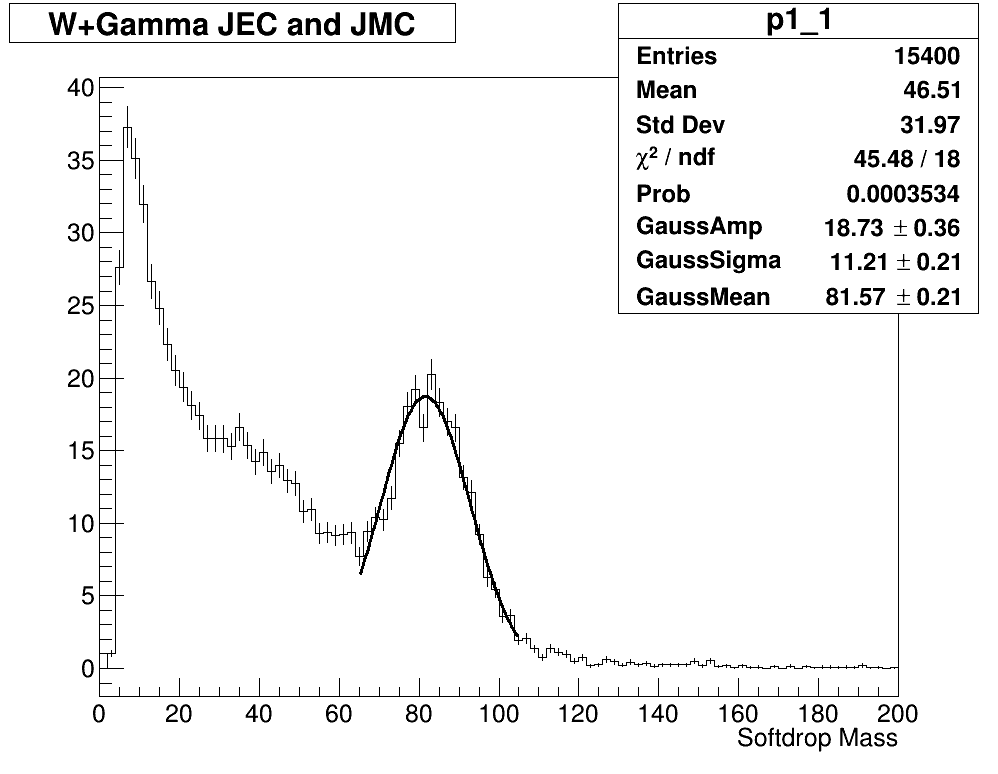 W+Gamma JEC and JMC
p1_1
Entries 15400
Mean 46.51
Std Dev 31.97
χ² / ndf 45.48 / 18
Prob 0.0003534
GaussAmp 18.73 ± 0.36
GaussSigma 11.21 ± 0.21
GaussMean 81.57 ± 0.21
40
35
30
25
20
15
10
5
0
0 20 40 60 80 100 120 140 160 180 200
Softdrop Mass